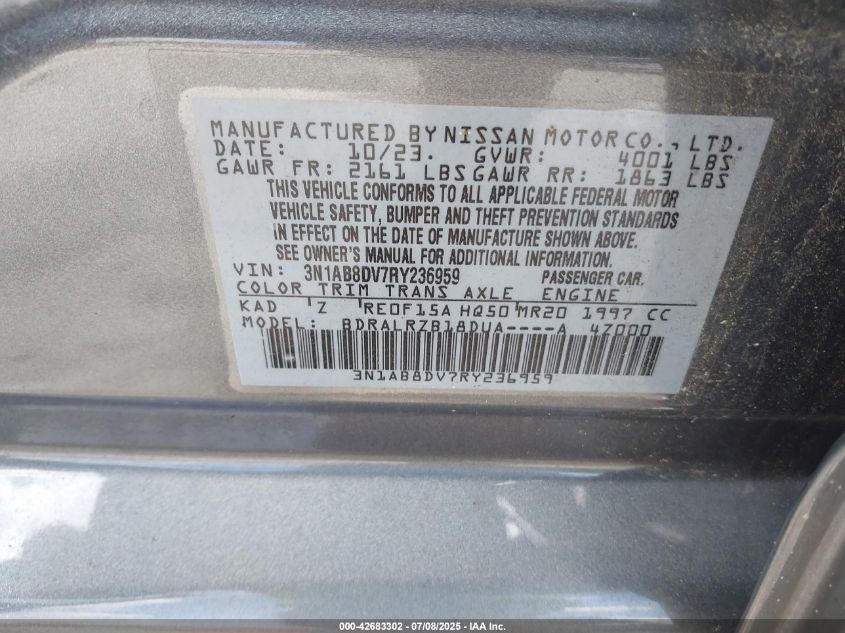 MANUFACTURED BY NISSAN MOTOR CO., LTD.
DATE: 10/23. GVWR: 4001 LBS
GAWR FR: 2161 LBS GAWR RR: 1863 LBS
THIS VEHICLE CONFORMS TO ALL APPLICABLE FEDERAL MOTOR
VEHICLE SAFETY, BUMPER AND THEFT PREVENTION STANDARDS
IN EFFECT ON THE DATE OF MANUFACTURE SHOWN ABOVE.
SEE OWNER'S MANUAL FOR ADDITIONAL INFORMATION.
VIN: 3N1AB8DV7RY236959 PASSENGER CAR.
COLOR TRIM TRANS AXLE ENGINE
KAD Z RE0F15A HQ50 MR20 1997 CC
MODEL: BDRALRZB18DUA----A 4Z000
3N1AB8DV7RY236959
000-42683302 - 07/08/2025 - IAA Inc.